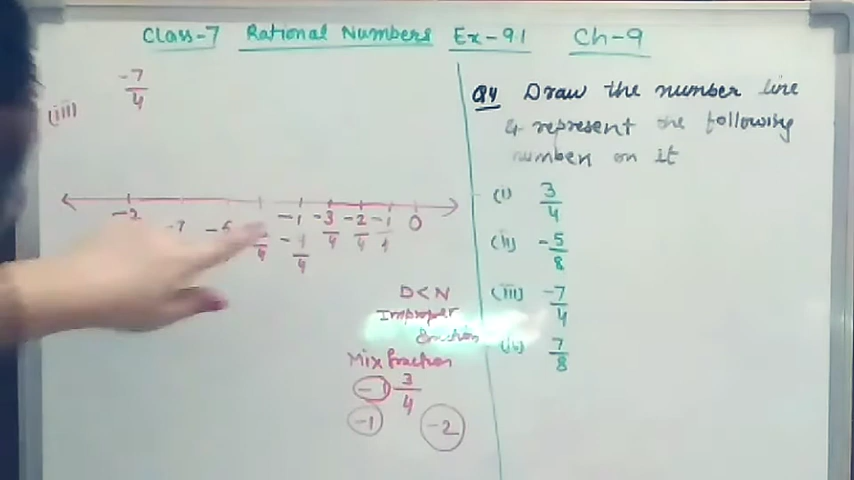 Class-7 Rational Numbers Ex-9.1 Ch-9
(iii) -7/4
-2 -7 -1 -3/4 -2/4 -1/4 0
D<N
Improper
fraction
Mix fraction
-1 3/4
-1 -2
Q4 Draw the number line
& represent the following
number on it
(i) 3/4
(ii) -5/8
(iii) -7/4
(iv) 7/8